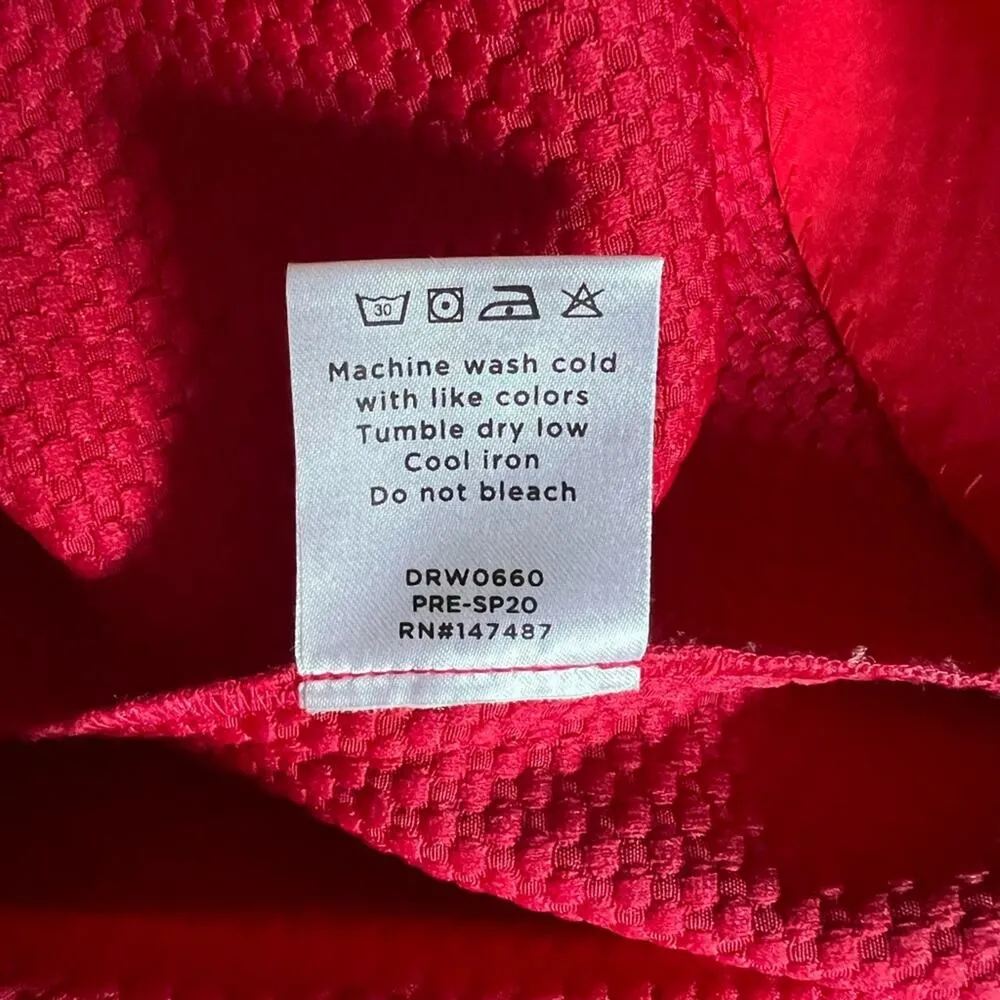 30
Machine wash cold
with like colors
Tumble dry low
Cool iron
Do not bleach
DRW0660
PRE-SP20
RN#147487